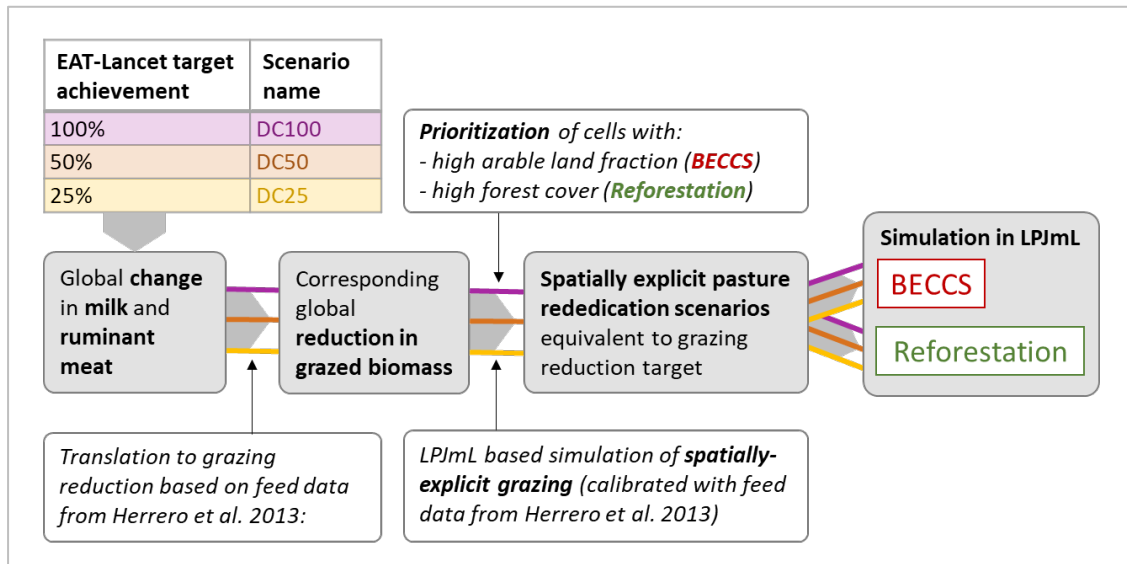 EAT-Lancet target achievement
Scenario name
100%
DC100
50%
DC50
25%
DC25
Prioritization of cells with:
- high arable land fraction (BECCS)
- high forest cover (Reforestation)
Global change
in milk and
ruminant
meat
Corresponding
global
reduction in
grazed biomass
Spatially explicit pasture
rededication scenarios
equivalent to grazing
reduction target
Simulation in LPJmL
BECCS
Reforestation
Translation to grazing
reduction based on feed data
from Herrero et al. 2013:
LPJmL based simulation of spatially-
explicit grazing (calibrated with feed
data from Herrero et al. 2013)